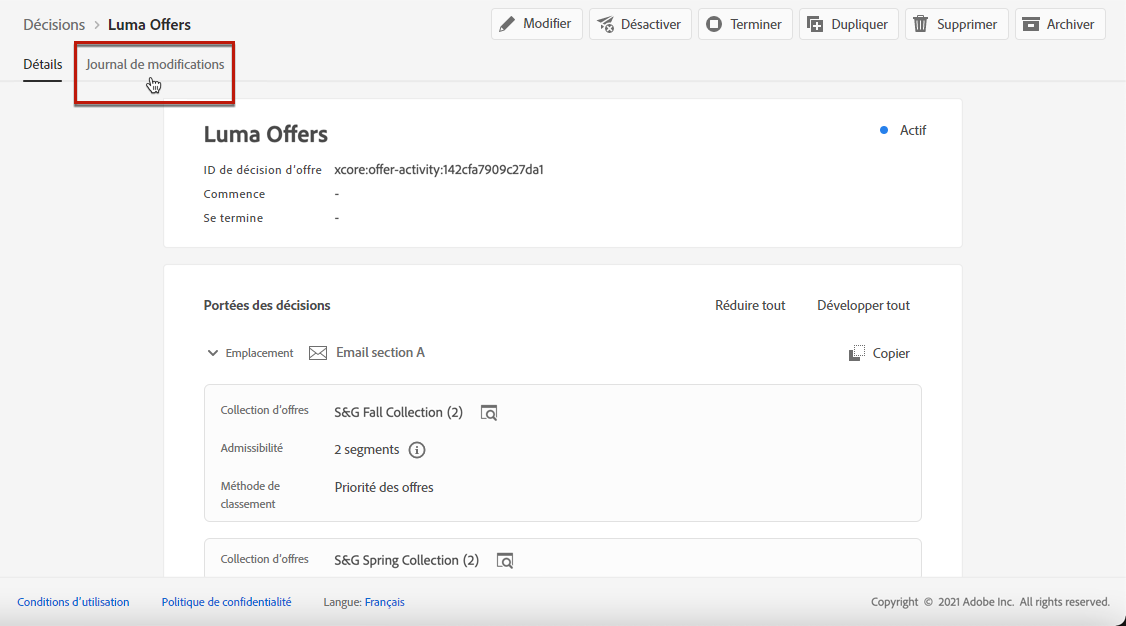 Décisions > Luma Offers
Modifier
Désactiver
Terminer
Dupliquer
Supprimer
Archiver
Détails
Journal de modifications
Luma Offers
Actif
ID de décision d'offre xcore:offer-activity:142cfa7909c27da1
Commence -
Se termine -
Portées des décisions
Réduire tout
Développer tout
Emplacement Email section A
Copier
Collection d'offres S&G Fall Collection (2)
Admissibilité 2 segments
Méthode de
classement
Priorité des offres
Collection d'offres S&G Spring Collection (2)
Conditions d'utilisation
Politique de confidentialité
Langue: Français
Copyright © 2021 Adobe Inc. All rights reserved.